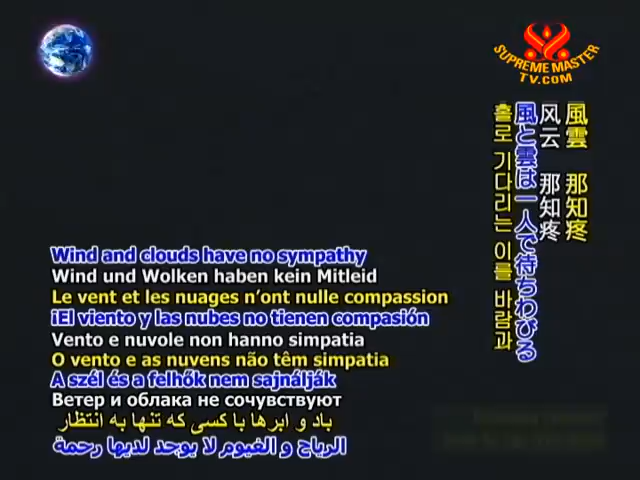 SUPREME MASTER
TV.COM
風雲 那知疼
风云 那知疼
風と雲は一人で待ちわびる
홀로 기다리는 이를 바람과
Wind and clouds have no sympathy
Wind und Wolken haben kein Mitleid
Le vent et les nuages n'ont nulle compassion
¡El viento y las nubes no tienen compasión
Vento e nuvole non hanno simpatia
O vento e as nuvens não têm simpatia
A szél és a felhők nem sajnálják
Ветер и облака не сочувствуют
باد و ابرها با کسی که تنها به انتظار
الرياح و الغيوم لا يوجد لديها رحمة